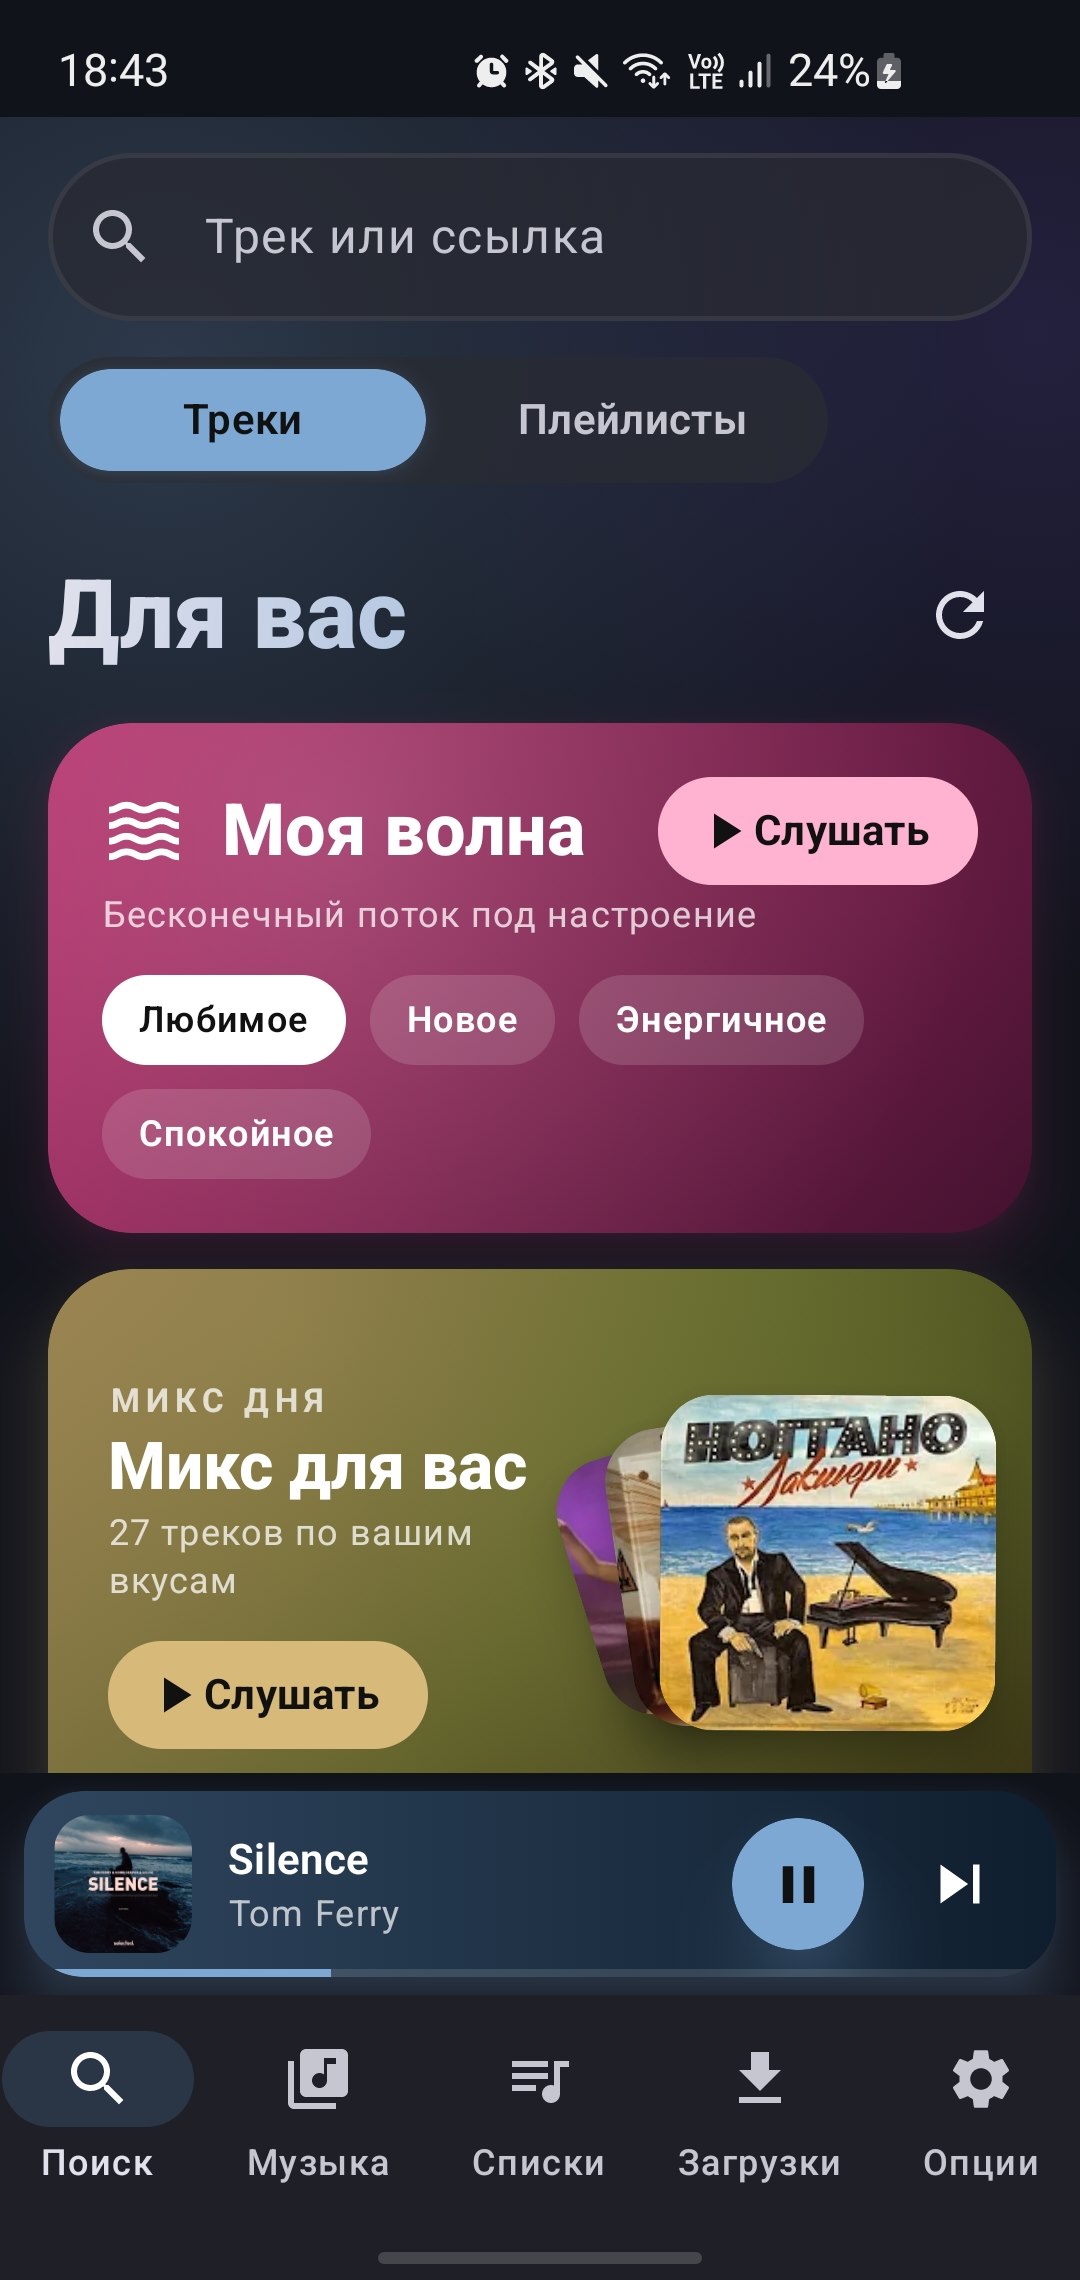 18:43
Vo)) LTE
24%
Трек или ссылка
Треки
Плейлисты
Для вас
Моя волна
Слушать
Бесконечный поток под настроение
Любимое
Новое
Энергичное
Спокойное
МИКС ДНЯ
Микс для вас
27 треков по вашим
вкусам
Слушать
НОГГАНО
Лакшери
Silence
Tom Ferry
SILENCE
Поиск
Музыка
Списки
Загрузки
Опции